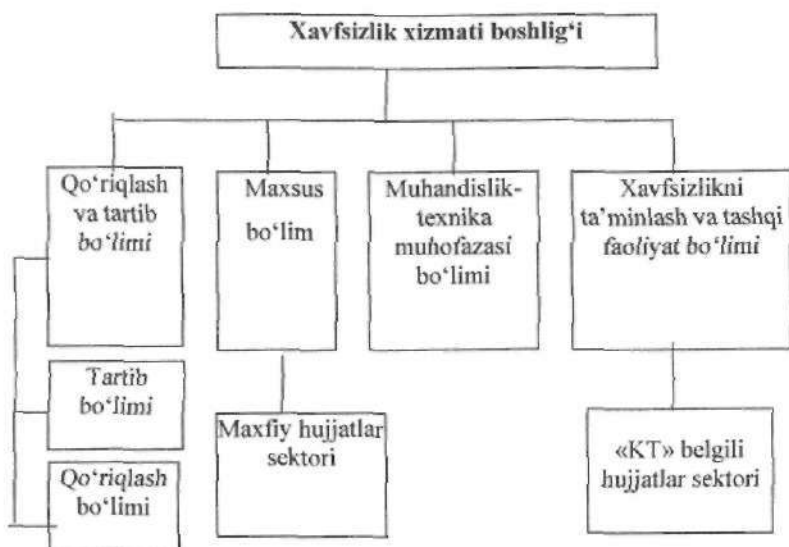 Xavfsizlik xizmati boshlig‘i
Qo‘riqlash
va tartib
bo‘limi
Maxsus
bo‘lim
Muhandislik-
texnika
muhofazasi
bo‘limi
Xavfsizlikni
ta’minlash va tashqi
faoliyat bo‘limi
Tartib
bo‘limi
Qo‘riqlash
bo‘limi
Maxfiy hujjatlar
sektori
«KT» belgili
hujjatlar sektori